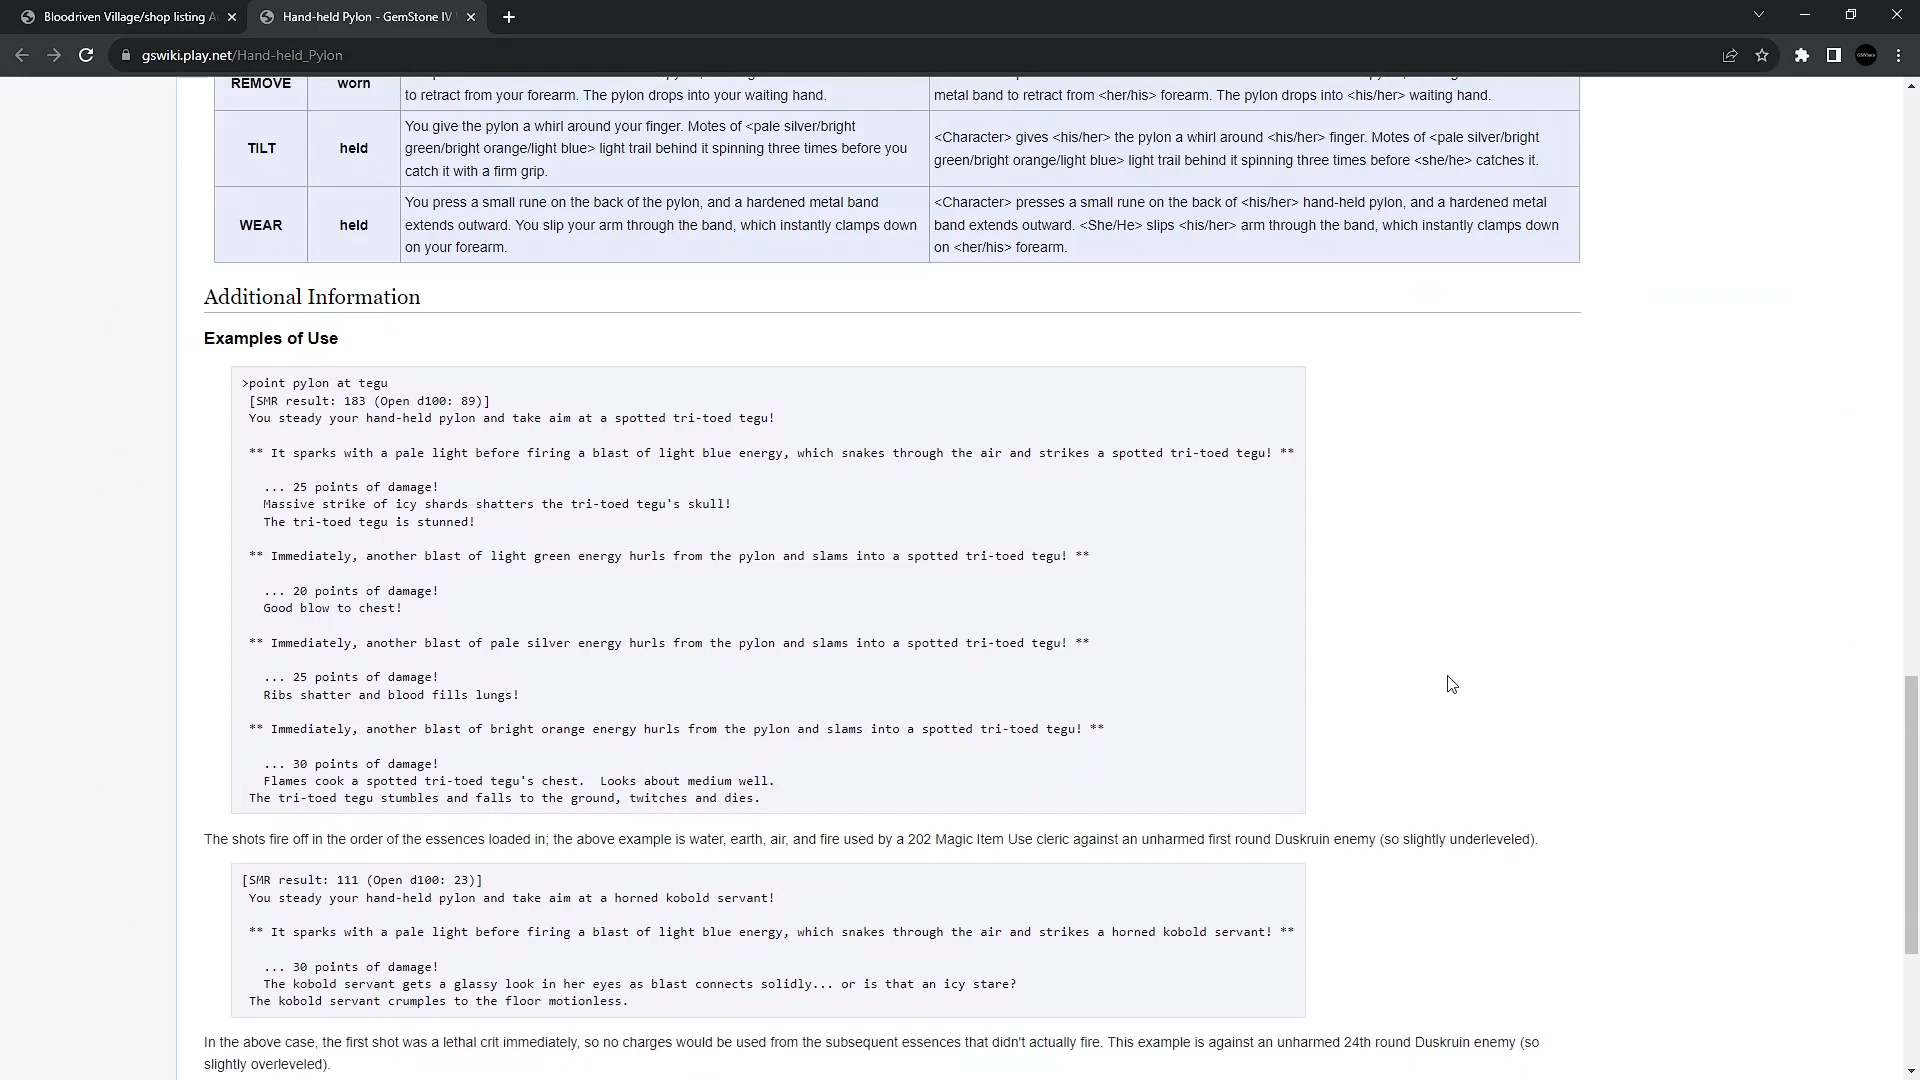 Bloodriven Village/shop listing
Hand-held Pylon - GemStone IV
gswiki.play.net/Hand-held_Pylon
REMOVE
worn
to retract from your forearm. The pylon drops into your waiting hand.
metal band to retract from <her/his> forearm. The pylon drops into <his/her> waiting hand.
TILT
held
You give the pylon a whirl around your finger. Motes of <pale silver/bright
green/bright orange/light blue> light trail behind it spinning three times before you
catch it with a firm grip.
<Character> gives <his/her> the pylon a whirl around <his/her> finger. Motes of <pale silver/bright
green/bright orange/light blue> light trail behind it spinning three times before <she/he> catches it.
WEAR
held
You press a small rune on the back of the pylon, and a hardened metal band
extends outward. You slip your arm through the band, which instantly clamps down
on your forearm.
<Character> presses a small rune on the back of <his/her> hand-held pylon, and a hardened metal
band extends outward. <She/He> slips <his/her> arm through the band, which instantly clamps down
on <her/his> forearm.
Additional Information
Examples of Use
>point pylon at tegu
[SMR result: 183 (Open d100: 89)]
You steady your hand-held pylon and take aim at a spotted tri-toed tegu!
** It sparks with a pale light before firing a blast of light blue energy, which snakes through the air and strikes a spotted tri-toed tegu! **
... 25 points of damage!
Massive strike of icy shards shatters the tri-toed tegu's skull!
The tri-toed tegu is stunned!
** Immediately, another blast of light green energy hurls from the pylon and slams into a spotted tri-toed tegu! **
... 20 points of damage!
Good blow to chest!
** Immediately, another blast of pale silver energy hurls from the pylon and slams into a spotted tri-toed tegu! **
... 25 points of damage!
Ribs shatter and blood fills lungs!
** Immediately, another blast of bright orange energy hurls from the pylon and slams into a spotted tri-toed tegu! **
... 30 points of damage!
Flames cook a spotted tri-toed tegu's chest.  Looks about medium well.
The tri-toed tegu stumbles and falls to the ground, twitches and dies.
The shots fire off in the order of the essences loaded in; the above example is water, earth, air, and fire used by a 202 Magic Item Use cleric against an unharmed first round Duskruin enemy (so slightly underleveled).
[SMR result: 111 (Open d100: 23)]
You steady your hand-held pylon and take aim at a horned kobold servant!
** It sparks with a pale light before firing a blast of light blue energy, which snakes through the air and strikes a horned kobold servant! **
... 30 points of damage!
The kobold servant gets a glassy look in her eyes as blast connects solidly... or is that an icy stare?
The kobold servant crumples to the floor motionless.
In the above case, the first shot was a lethal crit immediately, so no charges would be used from the subsequent essences that didn't actually fire. This example is against an unharmed 24th round Duskruin enemy (so
slightly overleveled).